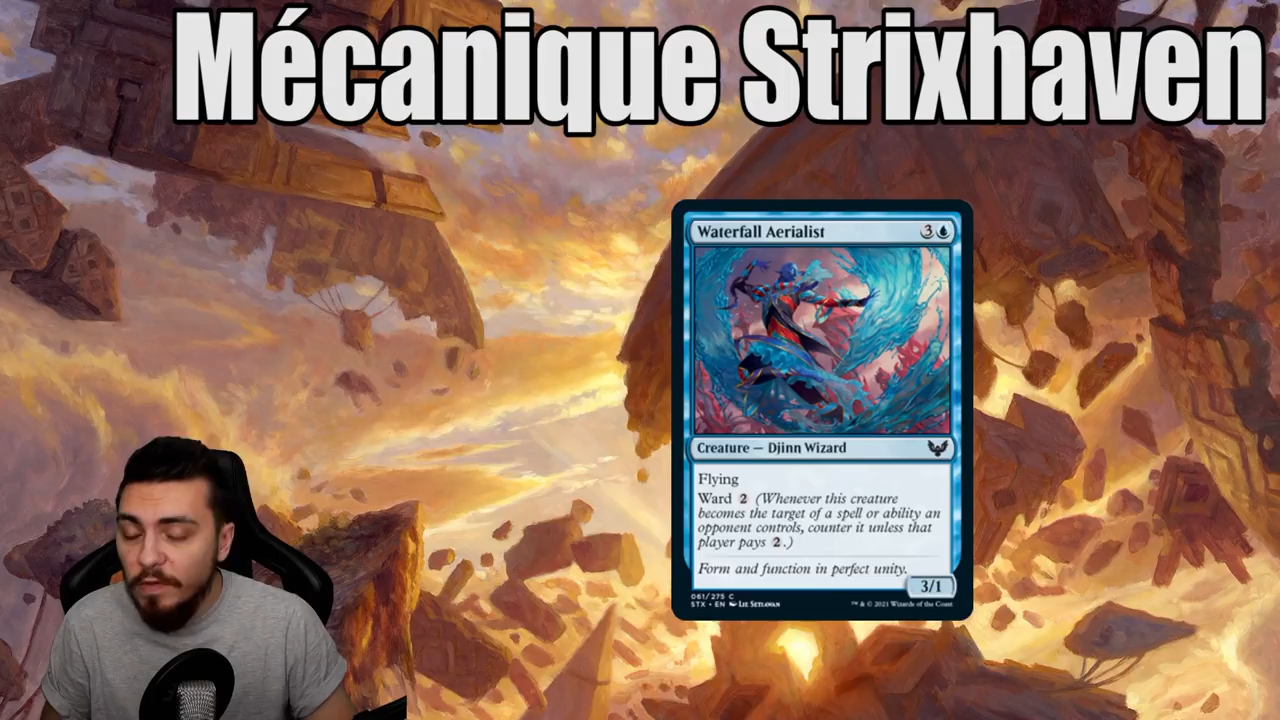 Mécanique Strixhaven
Waterfall Aerialist 3
Creature — Djinn Wizard
Flying
Ward 2 (Whenever this creature
becomes the target of a spell or ability an
opponent controls, counter it unless that
player pays 2.)
Form and function in perfect unity.
3/1
061/275 C
STX • EN Lie Setiawan
™ & © 2021 Wizards of the Coast